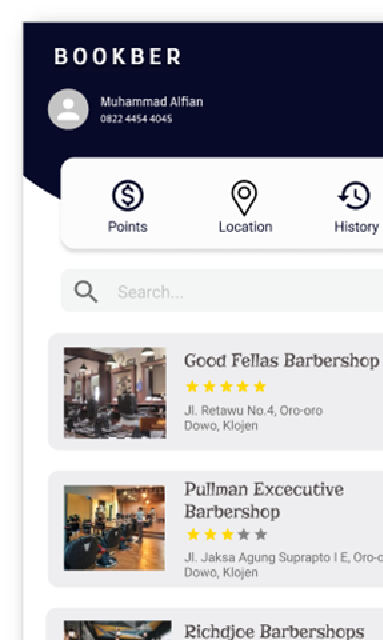 BOOKBER
Muhammad Alfian
0822 4454 4045
Points
Location
History
Search...
Good Fellas Barbershop
Jl. Retawu No.4, Oro-oro
Dowo, Klojen
Pullman Excecutive
Barbershop
Jl. Jaksa Agung Suprapto I E, Oro-o
Dowo, Klojen
Richdjoe Barbershops